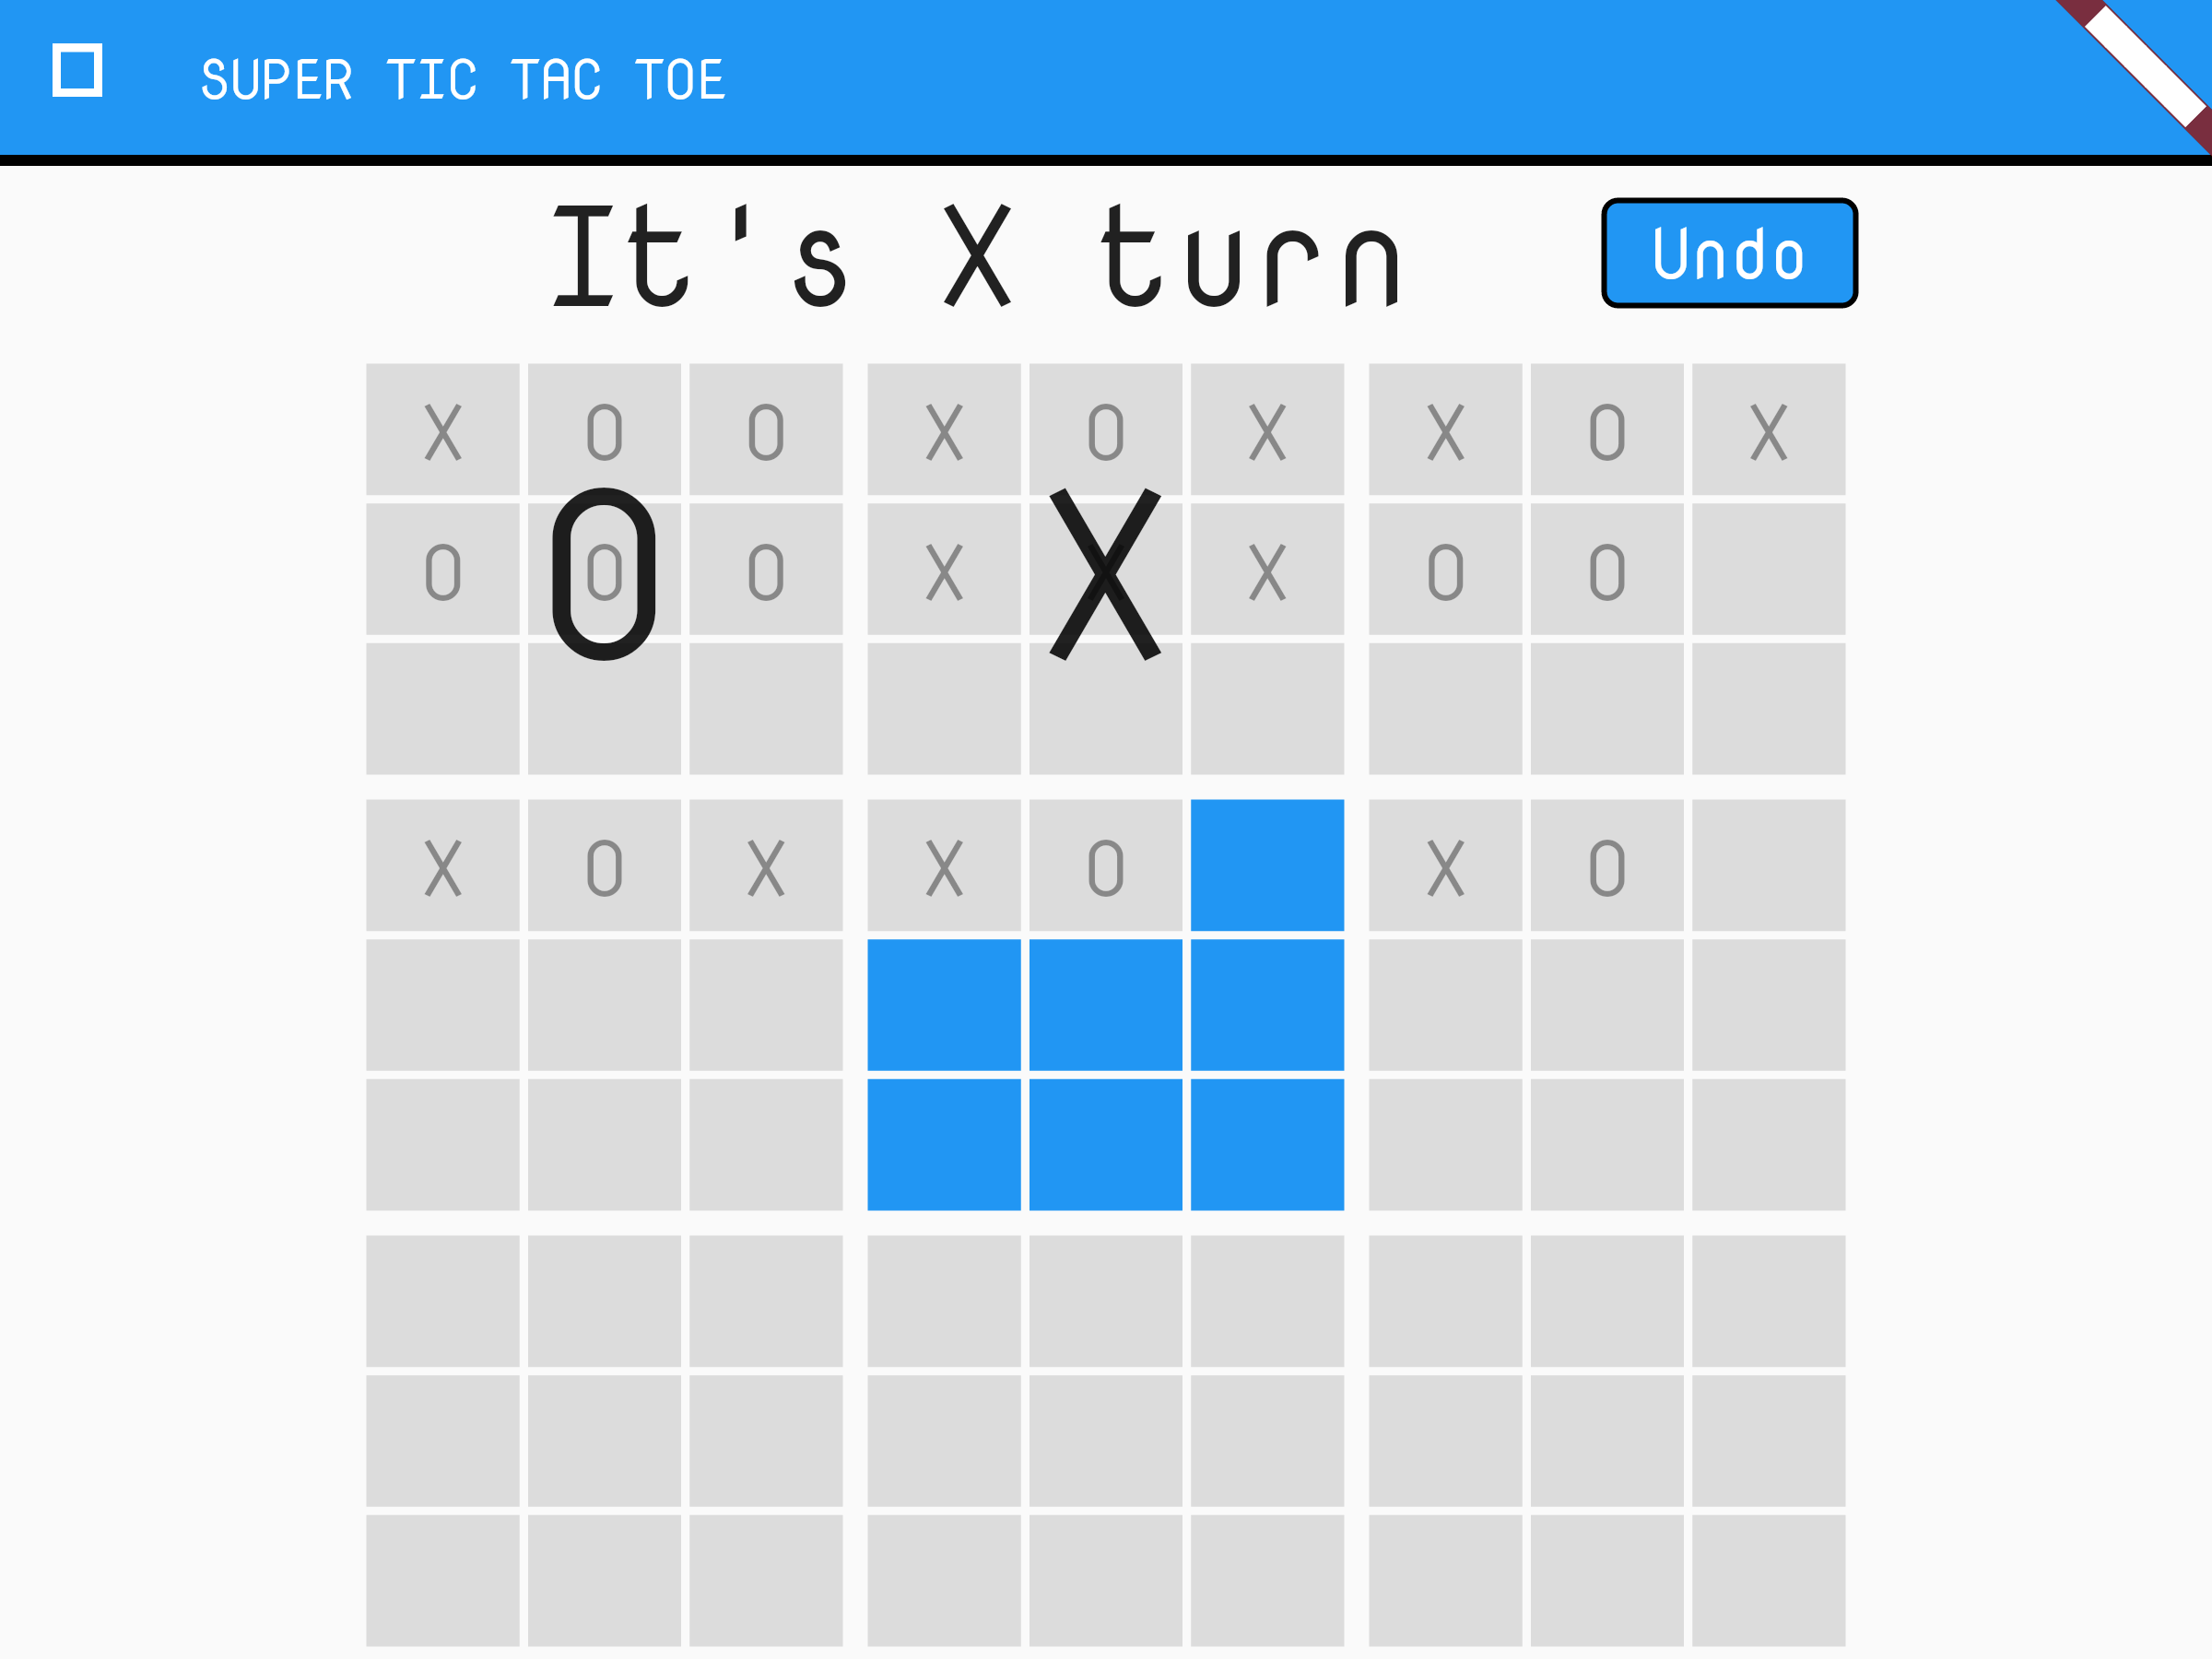 SUPER TIC TAC TOE
It's X turn
Undo
X O O X O X X O X
O O O X X X O O
O X
X O X X O X O